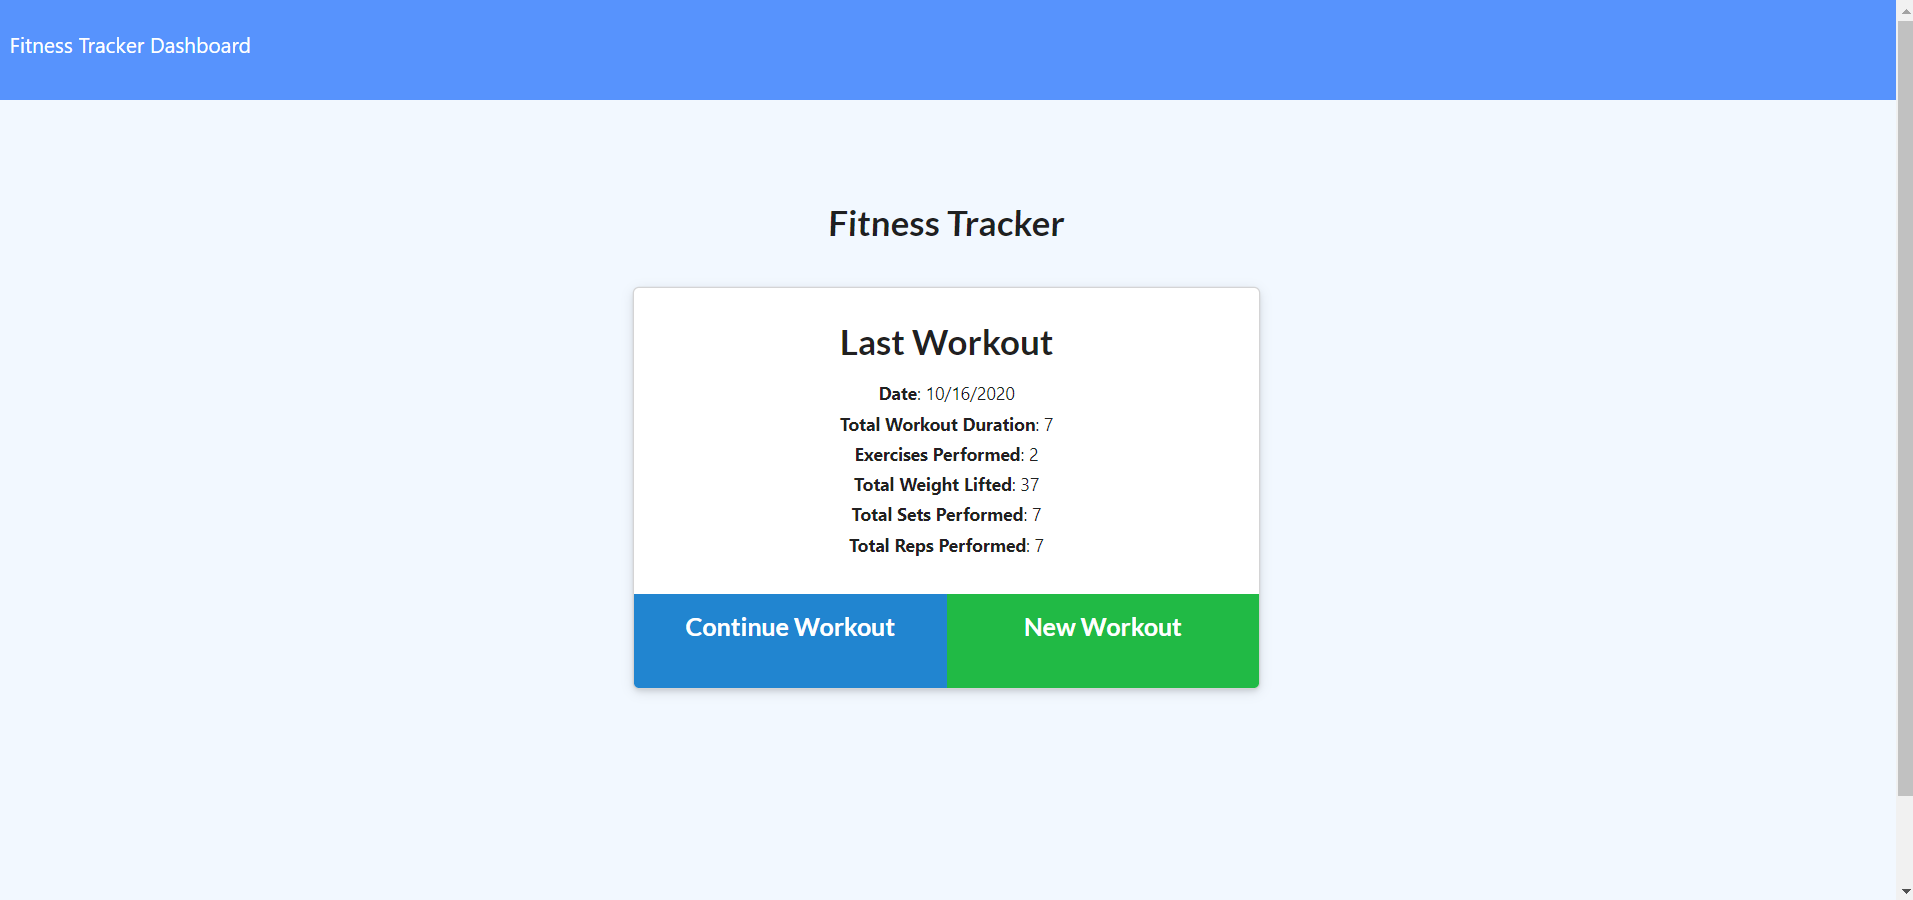 Fitness Tracker Dashboard
Fitness Tracker
Last Workout
Date: 10/16/2020
Total Workout Duration: 7
Exercises Performed: 2
Total Weight Lifted: 37
Total Sets Performed: 7
Total Reps Performed: 7
Continue Workout
New Workout